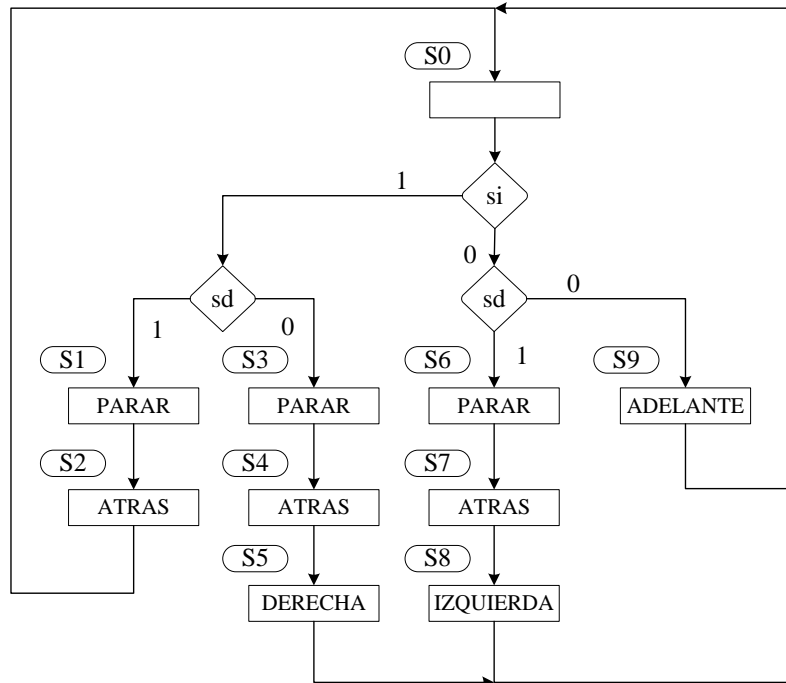 S0
1
si
0
sd
sd
0
1
0
1
S1
S3
S6
S9
PARAR
PARAR
PARAR
ADELANTE
S2
S4
S7
ATRAS
ATRAS
ATRAS
S5
S8
DERECHA
IZQUIERDA